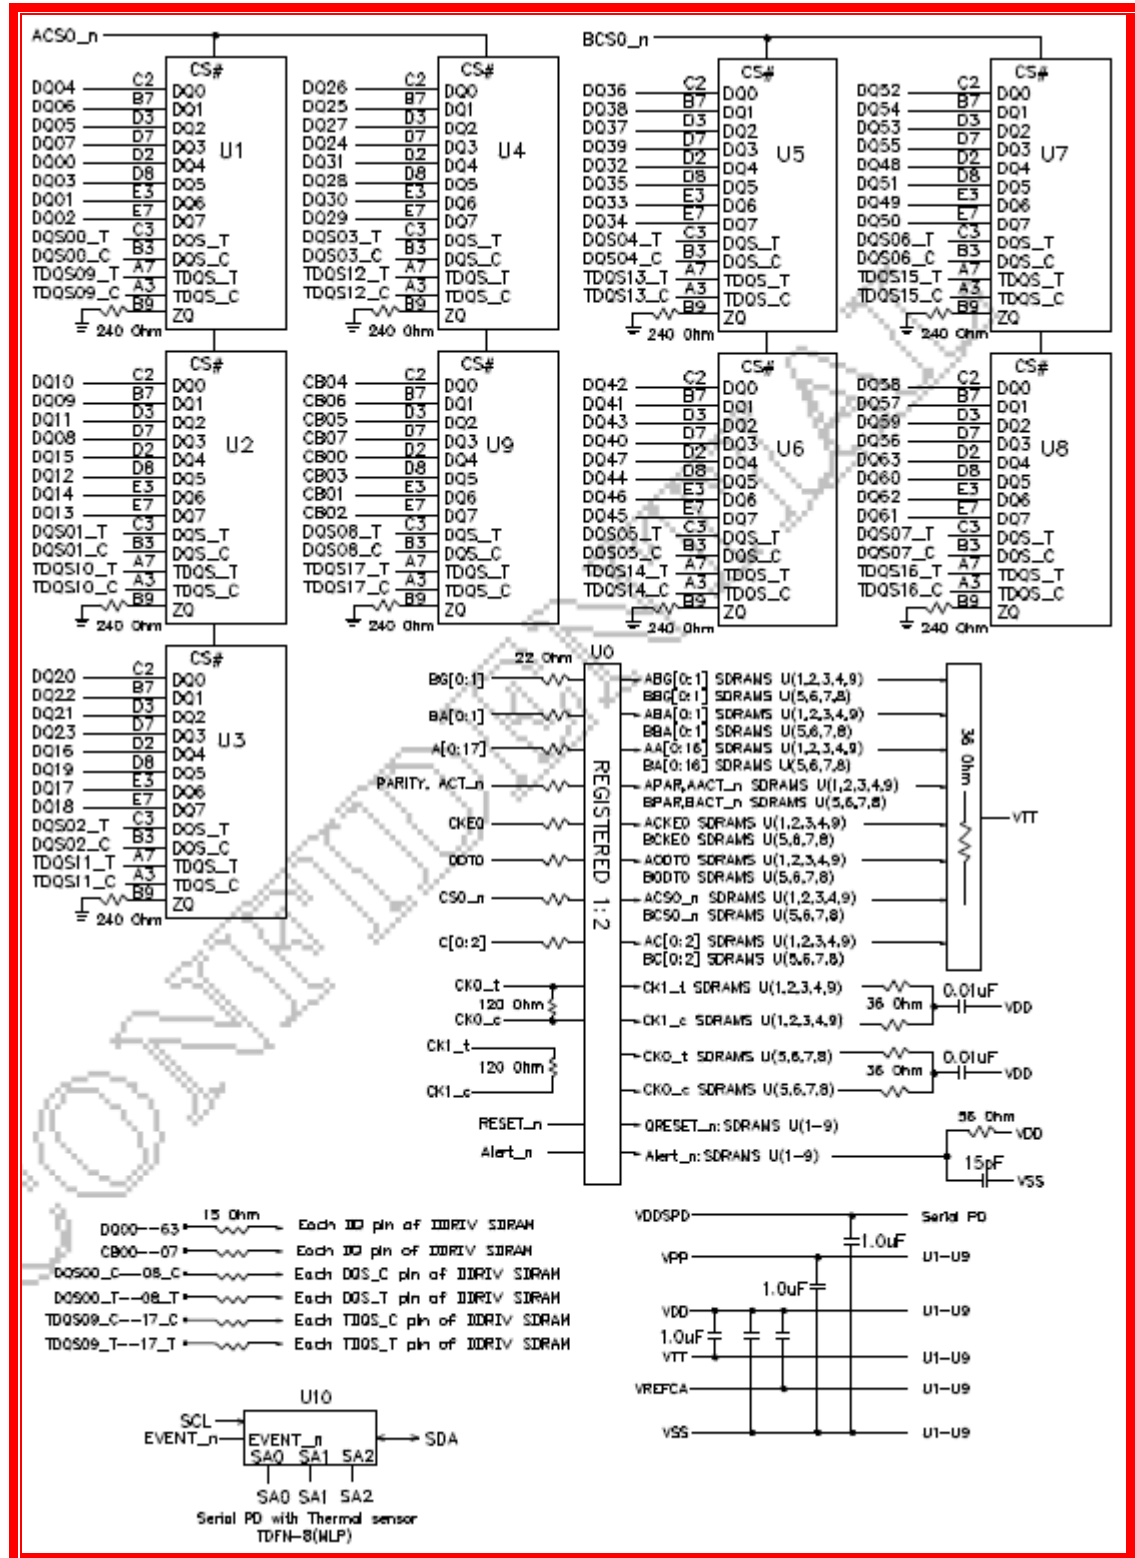 ACS0_n
CS#
DQ04 C2 DQ0
DQ06 B7 DQ1
DQ05 D3 DQ2
DQ07 D7 DQ3
DQ00 D2 DQ4
DQ03 D8 DQ5
DQ01 E3 DQ6
DQ02 E7 DQ7
DQS00_T C3 DQS_T
DQS00_C B3 DQS_C
TDQS09_T A7 TDQS_T
TDQS09_C A3 TDQS_C
B9 ZQ
240 Ohm
U1
DQ26 C2 DQ0
DQ25 B7 DQ1
DQ27 D3 DQ2
DQ24 D7 DQ3
DQ31 D2 DQ4
DQ28 D8 DQ5
DQ30 E3 DQ6
DQ29 E7 DQ7
DQS03_T C3 DQS_T
DQS03_C B3 DQS_C
TDQS12_T A7 TDQS_T
TDQS12_C A3 TDQS_C
B9 ZQ
240 Ohm
U4
BCS0_n
CS#
DQ36 C2 DQ0
DQ38 B7 DQ1
DQ37 D3 DQ2
DQ39 D7 DQ3
DQ32 D2 DQ4
DQ35 D8 DQ5
DQ33 E3 DQ6
DQ34 E7 DQ7
DQS04_T C3 DQS_T
DQS04_C B3 DQS_C
TDQS13_T A7 TDQS_T
TDQS13_C A3 TDQS_C
B9 ZQ
240 Ohm
U5
CS#
DQ52 C2 DQ0
DQ54 B7 DQ1
DQ53 D3 DQ2
DQ55 D7 DQ3
DQ48 D2 DQ4
DQ51 D8 DQ5
DQ49 E3 DQ6
DQ50 E7 DQ7
DQS06_T C3 DQS_T
DQS06_C B3 DQS_C
TDQS15_T A7 TDQS_T
TDQS15_C A3 TDQS_C
B9 ZQ
240 Ohm
U7
CS#
DQ10 C2 DQ0
DQ09 B7 DQ1
DQ11 D3 DQ2
DQ08 D7 DQ3
DQ15 D2 DQ4
DQ12 D8 DQ5
DQ14 E3 DQ6
DQ13 E7 DQ7
DQS01_T C3 DQS_T
DQS01_C B3 DQS_C
TDQS10_T A7 TDQS_T
TDQS10_C A3 TDQS_C
B9 ZQ
240 Ohm
U2
CS#
CB04 C2 DQ0
CB06 B7 DQ1
CB05 D3 DQ2
CB07 D7 DQ3
CB00 D2 DQ4
CB03 D8 DQ5
CB01 E3 DQ6
CB02 E7 DQ7
DQS08_T C3 DQS_T
DQS08_C B3 DQS_C
TDQS17_T A7 TDQS_T
TDQS17_C A3 TDQS_C
B9 ZQ
240 Ohm
U9
CS#
DQ42 C2 DQ0
DQ41 B7 DQ1
DQ43 D3 DQ2
DQ40 D7 DQ3
DQ47 D2 DQ4
DQ44 D8 DQ5
DQ46 E3 DQ6
DQ45 E7 DQ7
DQS05_T C3 DQS_T
DQS05_C B3 DQS_C
TDQS14_T A7 TDQS_T
TDQS14_C A3 TDQS_C
B9 ZQ
240 Ohm
U6
CS#
DQ58 C2 DQ0
DQ57 B7 DQ1
DQ59 D3 DQ2
DQ56 D7 DQ3
DQ63 D2 DQ4
DQ60 D8 DQ5
DQ62 E3 DQ6
DQ61 E7 DQ7
DQS07_T C3 DQS_T
DQS07_C B3 DQS_C
TDQS16_T A7 TDQS_T
TDQS16_C A3 TDQS_C
B9 ZQ
240 Ohm
U8
CS#
DQ20 C2 DQ0
DQ22 B7 DQ1
DQ21 D3 DQ2
DQ23 D7 DQ3
DQ16 D2 DQ4
DQ19 D8 DQ5
DQ17 E3 DQ6
DQ18 E7 DQ7
DQS02_T C3 DQS_T
DQS02_C B3 DQS_C
TDQS11_T A7 TDQS_T
TDQS11_C A3 TDQS_C
B9 ZQ
240 Ohm
U3
22 Ohm U0
REGISTERED 1:2
BG[0:1] ABG[0:1] SDRAMS U(1,2,3,4,9)
BBG[0:1] SDRAMS U(5,6,7,8)
BA[0:1] ABA[0:1] SDRAMS U(1,2,3,4,9)
BBA[0:1] SDRAMS U(5,6,7,8)
A[0:17] AA[0:16] SDRAMS U(1,2,3,4,9)
BA[0:16] SDRAMS U(5,6,7,8)
PARITY, ACT_n APAR,AACT_n SDRAMS U(1,2,3,4,9)
BPAR,BACT_n SDRAMS U(5,6,7,8)
CKE0 ACKE0 SDRAMS U(1,2,3,4,9)
BCKE0 SDRAMS U(5,6,7,8)
ODT0 AODT0 SDRAMS U(1,2,3,4,9)
BODT0 SDRAMS U(5,6,7,8)
CS0_n ACS0_n SDRAMS U(1,2,3,4,9)
BCS0_n SDRAMS U(5,6,7,8)
C[0:2] AC[0:2] SDRAMS U(1,2,3,4,9)
BC[0:2] SDRAMS U(5,6,7,8)
36 Ohm
VTT
CK0_t CK1_t SDRAMS U(1,2,3,4,9)
120 Ohm 36 Ohm 0.01uF VDD
CK0_c CK1_c SDRAMS U(1,2,3,4,9)
CK1_t CK0_t SDRAMS U(5,6,7,8)
120 Ohm 36 Ohm 0.01uF VDD
CK1_c CK0_c SDRAMS U(5,6,7,8)
RESET_n QRESET_n:SDRAMS U(1-9)
56 Ohm VDD
Alert_n Alert_n:SDRAMS U(1-9)
15pF VSS
15 Ohm
DQ00--63 Each DQ pin of DDRIV SDRAM
CB00--07 Each DQ pin of DDRIV SDRAM
DQS00_C--08_C Each DQS_C pin of DDRIV SDRAM
DQS00_T--08_T Each DQS_T pin of DDRIV SDRAM
TDQS09_C--17_C Each TDQS_C pin of DDRIV SDRAM
TDQS09_T--17_T Each TDQS_T pin of DDRIV SDRAM
VDDSPD Serial PD
1.0uF
VPP U1-U9
1.0uF
VDD U1-U9
1.0uF
VTT U1-U9
VREFCA U1-U9
VSS U1-U9
U10
SCL
EVENT_n EVENT_n SDA
SA0 SA1 SA2
SA0 SA1 SA2
Serial PD with Thermal sensor
TDFN-8(MLP)
CONFIDENTIAL